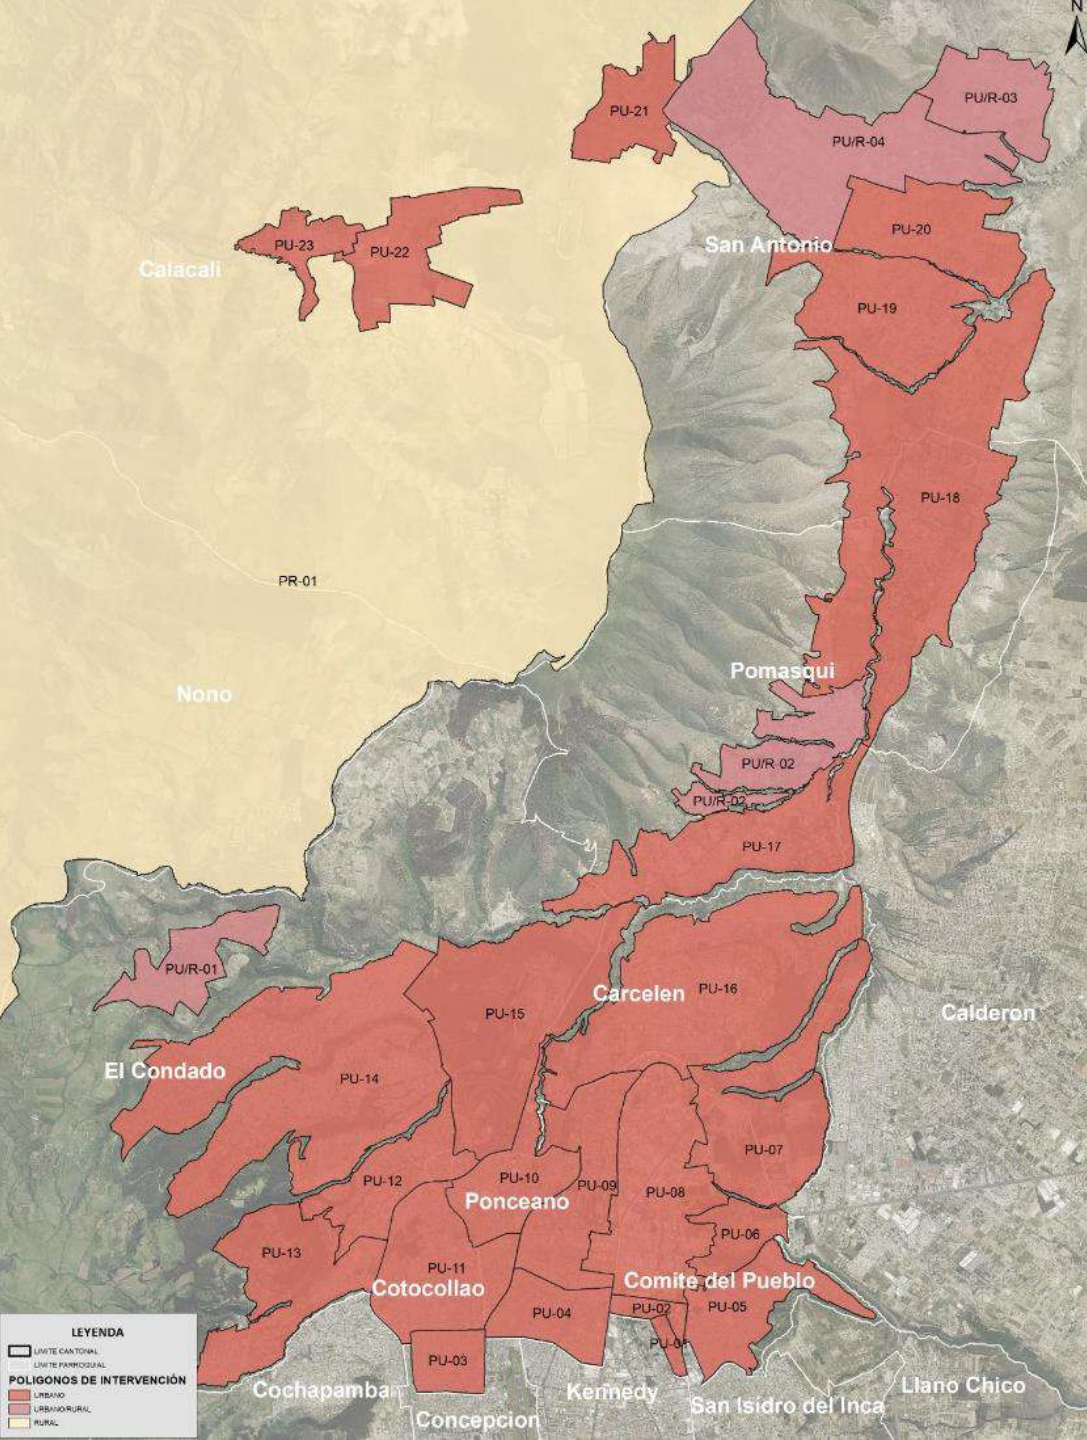 N
PU-21
PU/R-03
PU/R-04
PU-20
San Antonio
PU-23
PU-22
Calacali
PU-19
PU-18
PR-01
Pomasqui
Nono
PU/R-02
PU/R-02
PU-17
PU/R-01
PU-16
Carcelen
PU-15
Calderon
El Condado
PU-14
PU-07
PU-12
PU-10
PU-09
PU-08
Ponceano
PU-06
PU-13
PU-11
Cotocollao
Comite del Pueblo
PU-02
PU-05
PU-04
PU-01
PU-03
Cochapamba
Kennedy
Llano Chico
San Isidro del Inca
Concepcion
LEYENDA
LIMITE CANTONAL
LIMITE PARROQUIAL
POLIGONOS DE INTERVENCIÓN
URBANO
URBANO/RURAL
RURAL